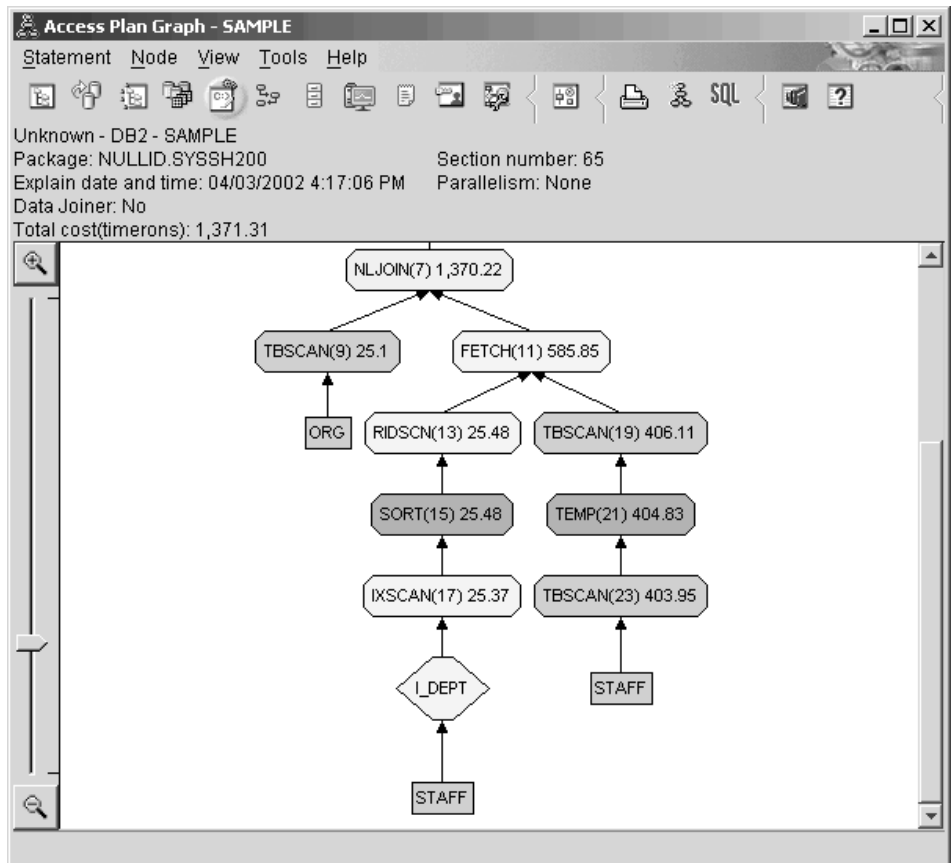 Access Plan Graph - SAMPLE
Statement Node View Tools Help
SQL ?
Unknown - DB2 - SAMPLE
Package: NULLID.SYSSH200 Section number: 65
Explain date and time: 04/03/2002 4:17:06 PM Parallelism: None
Data Joiner: No
Total cost(timerons): 1,371.31
NLJOIN(7) 1,370.22
TBSCAN(9) 25.1 FETCH(11) 585.85
ORG RIDSCN(13) 25.48 TBSCAN(19) 406.11
SORT(15) 25.48 TEMP(21) 404.83
IXSCAN(17) 25.37 TBSCAN(23) 403.95
I_DEPT STAFF
STAFF